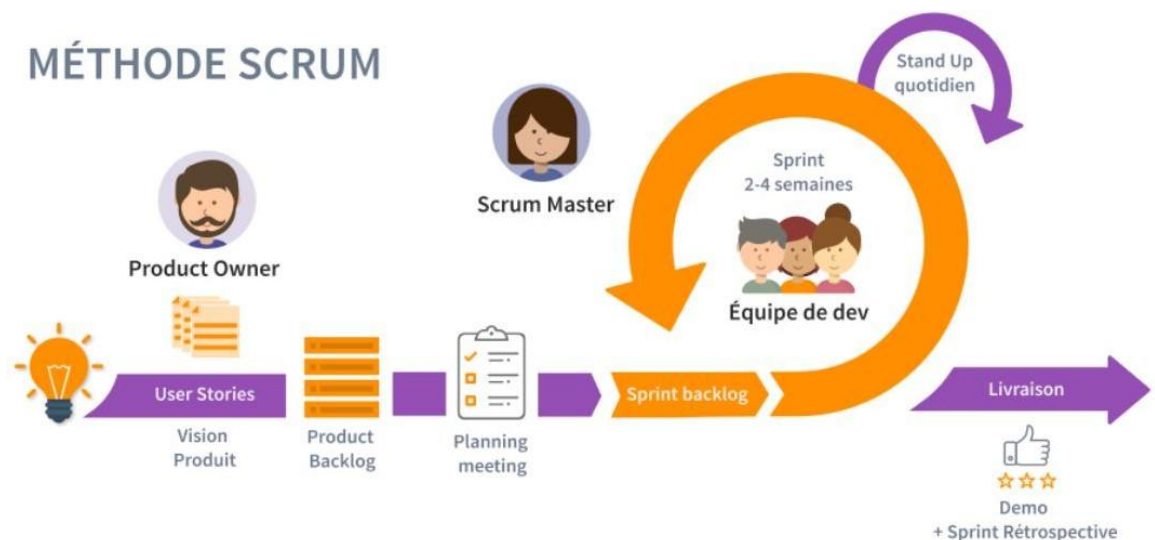 MÉTHODE SCRUM
Stand Up
quotidien
Sprint
2-4 semaines
Scrum Master
Product Owner
Équipe de dev
User Stories
Sprint backlog
Livraison
Vision
Produit
Product
Backlog
Planning
meeting
Demo
+ Sprint Rétrospective